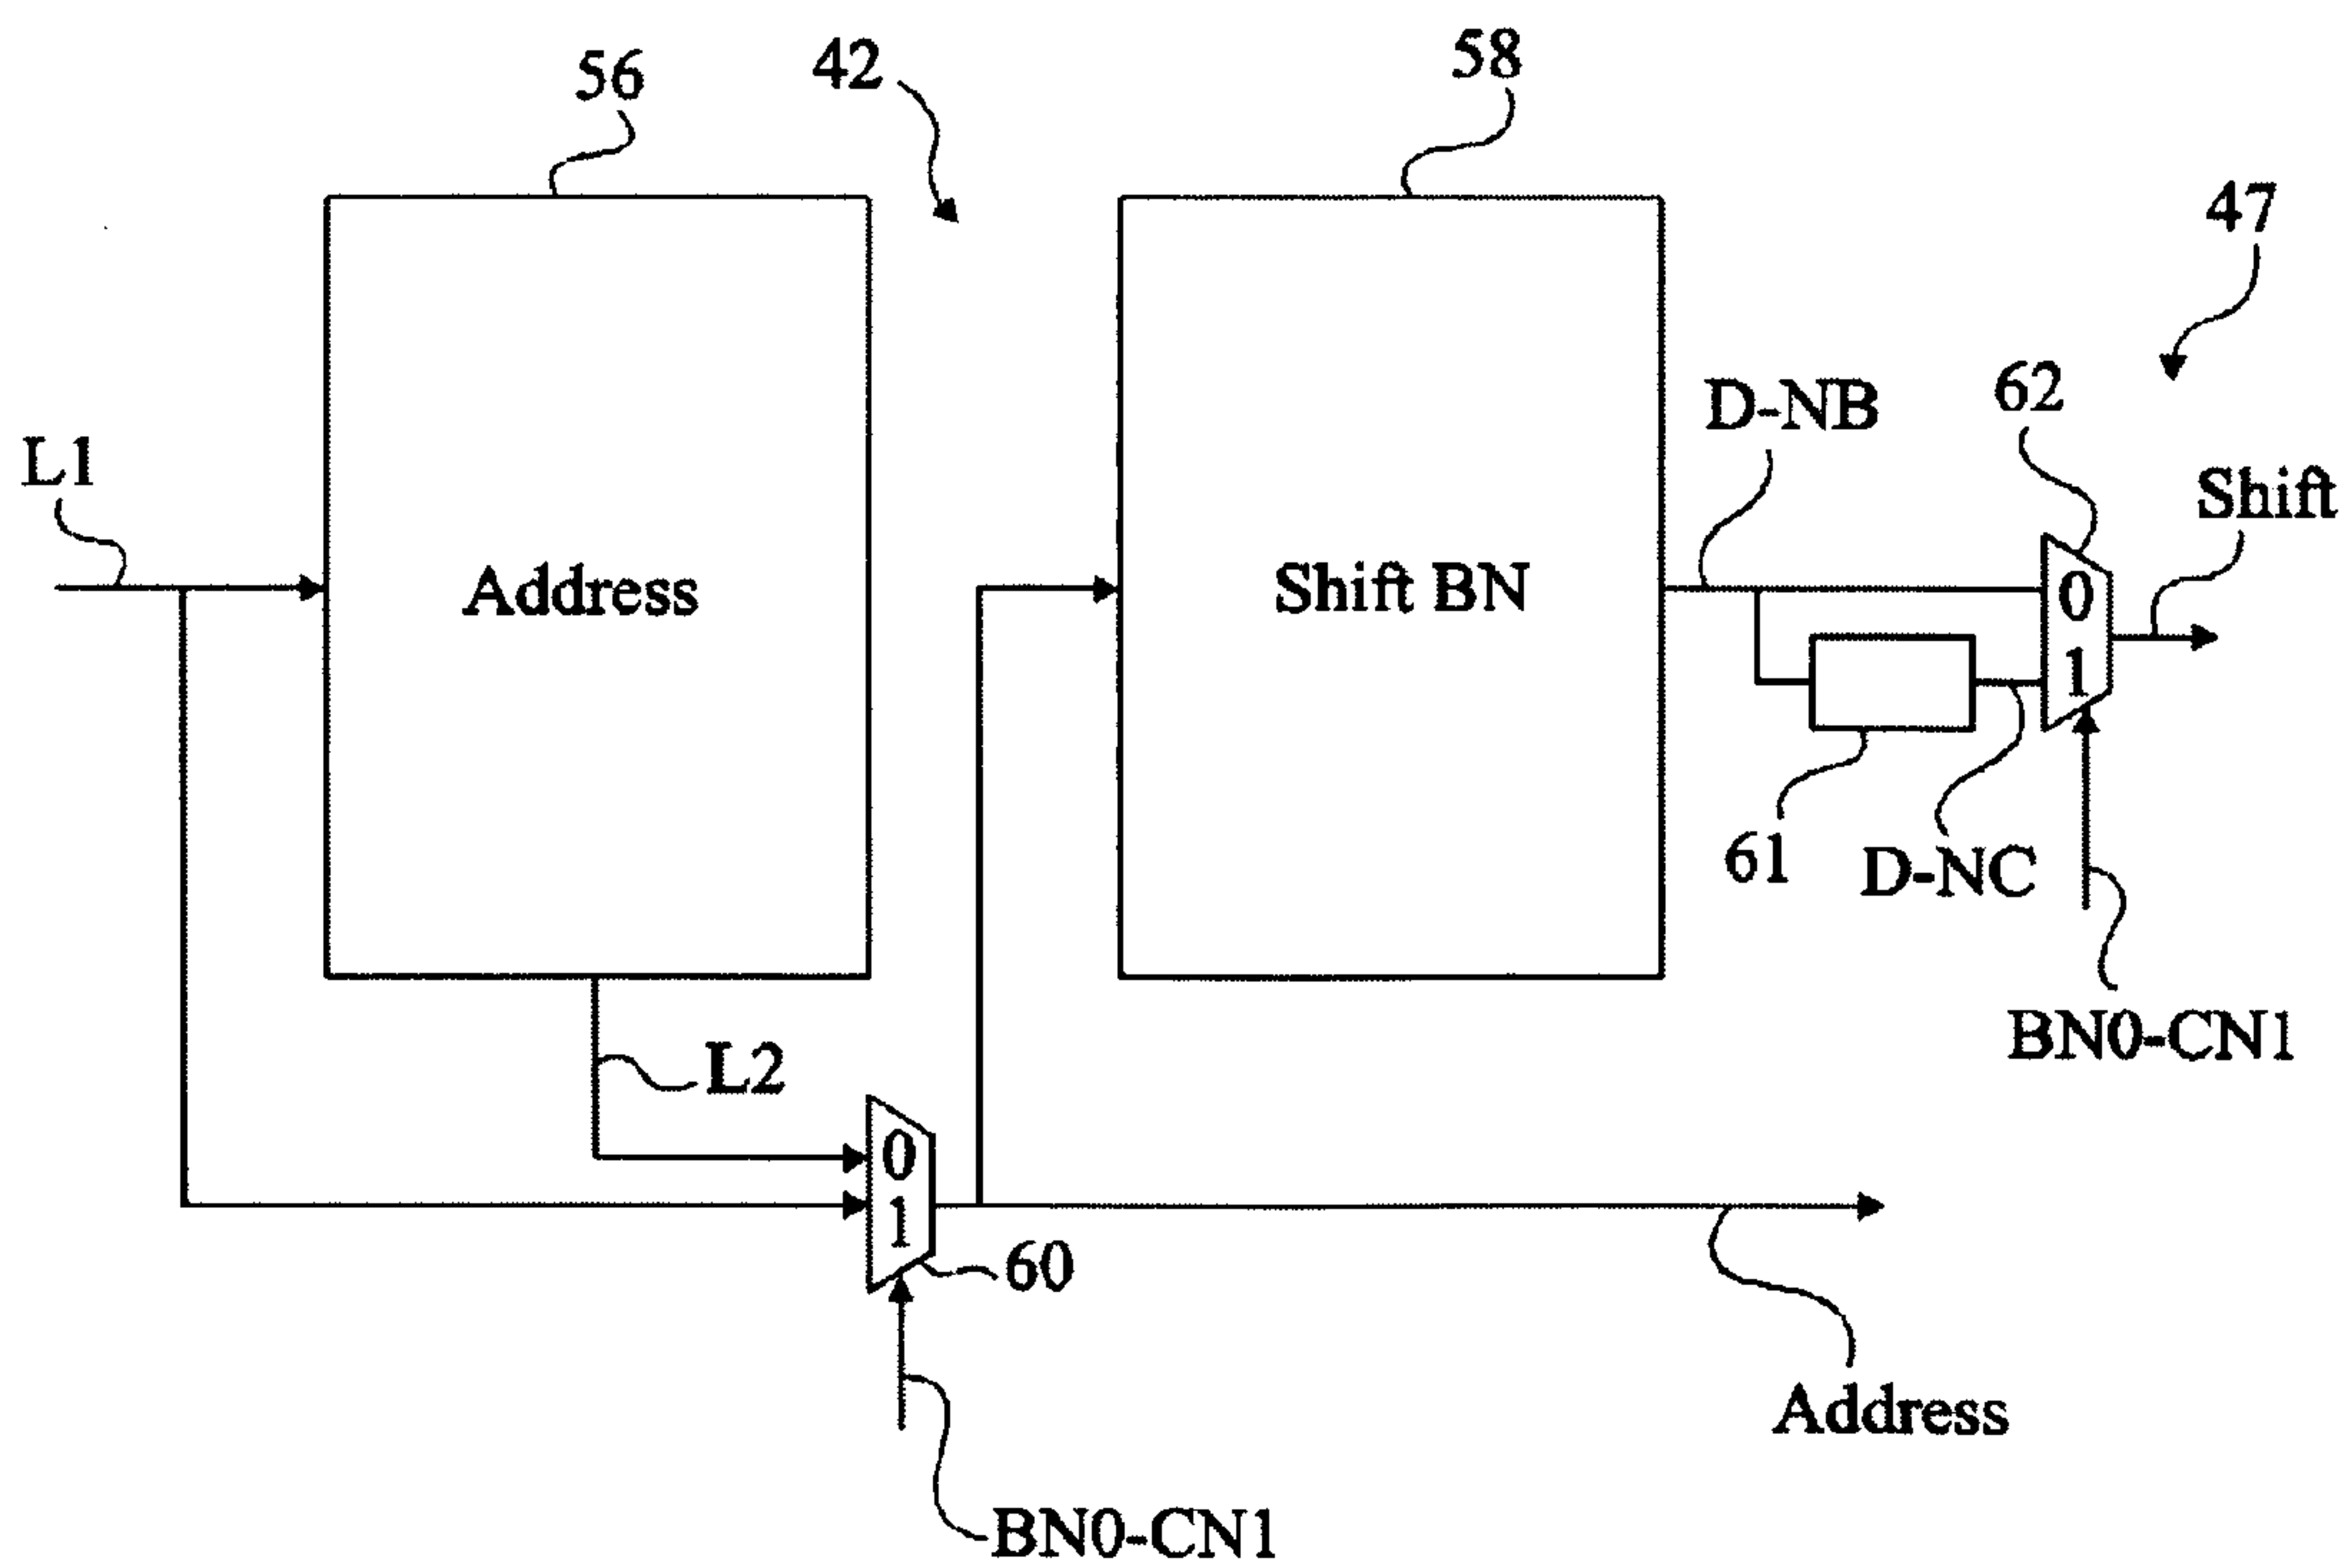 56
42
58
47
L1
D-NB
62
Shift
Address
Shift BN
0
1
61
D-NC
BN0-CN1
L2
0
1
60
Address
BN0-CN1